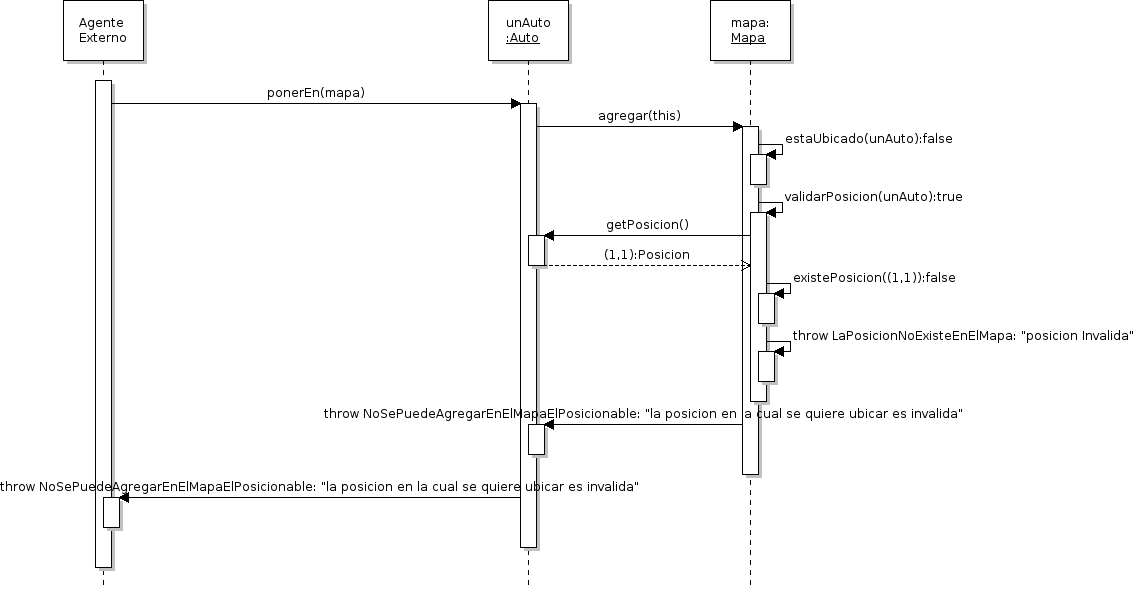 Agente
Externo
unAuto
:Auto
mapa:
Mapa
ponerEn(mapa)
agregar(this)
estaUbicado(unAuto):false
validarPosicion(unAuto):true
getPosicion()
(1,1):Posicion
existePosicion((1,1)):false
throw LaPosicionNoExisteEnElMapa: "posicion Invalida"
throw NoSePuedeAgregarEnElMapaElPosicionable: "la posicion en la cual se quiere ubicar es invalida"
throw NoSePuedeAgregarEnElMapaElPosicionable: "la posicion en la cual se quiere ubicar es invalida"